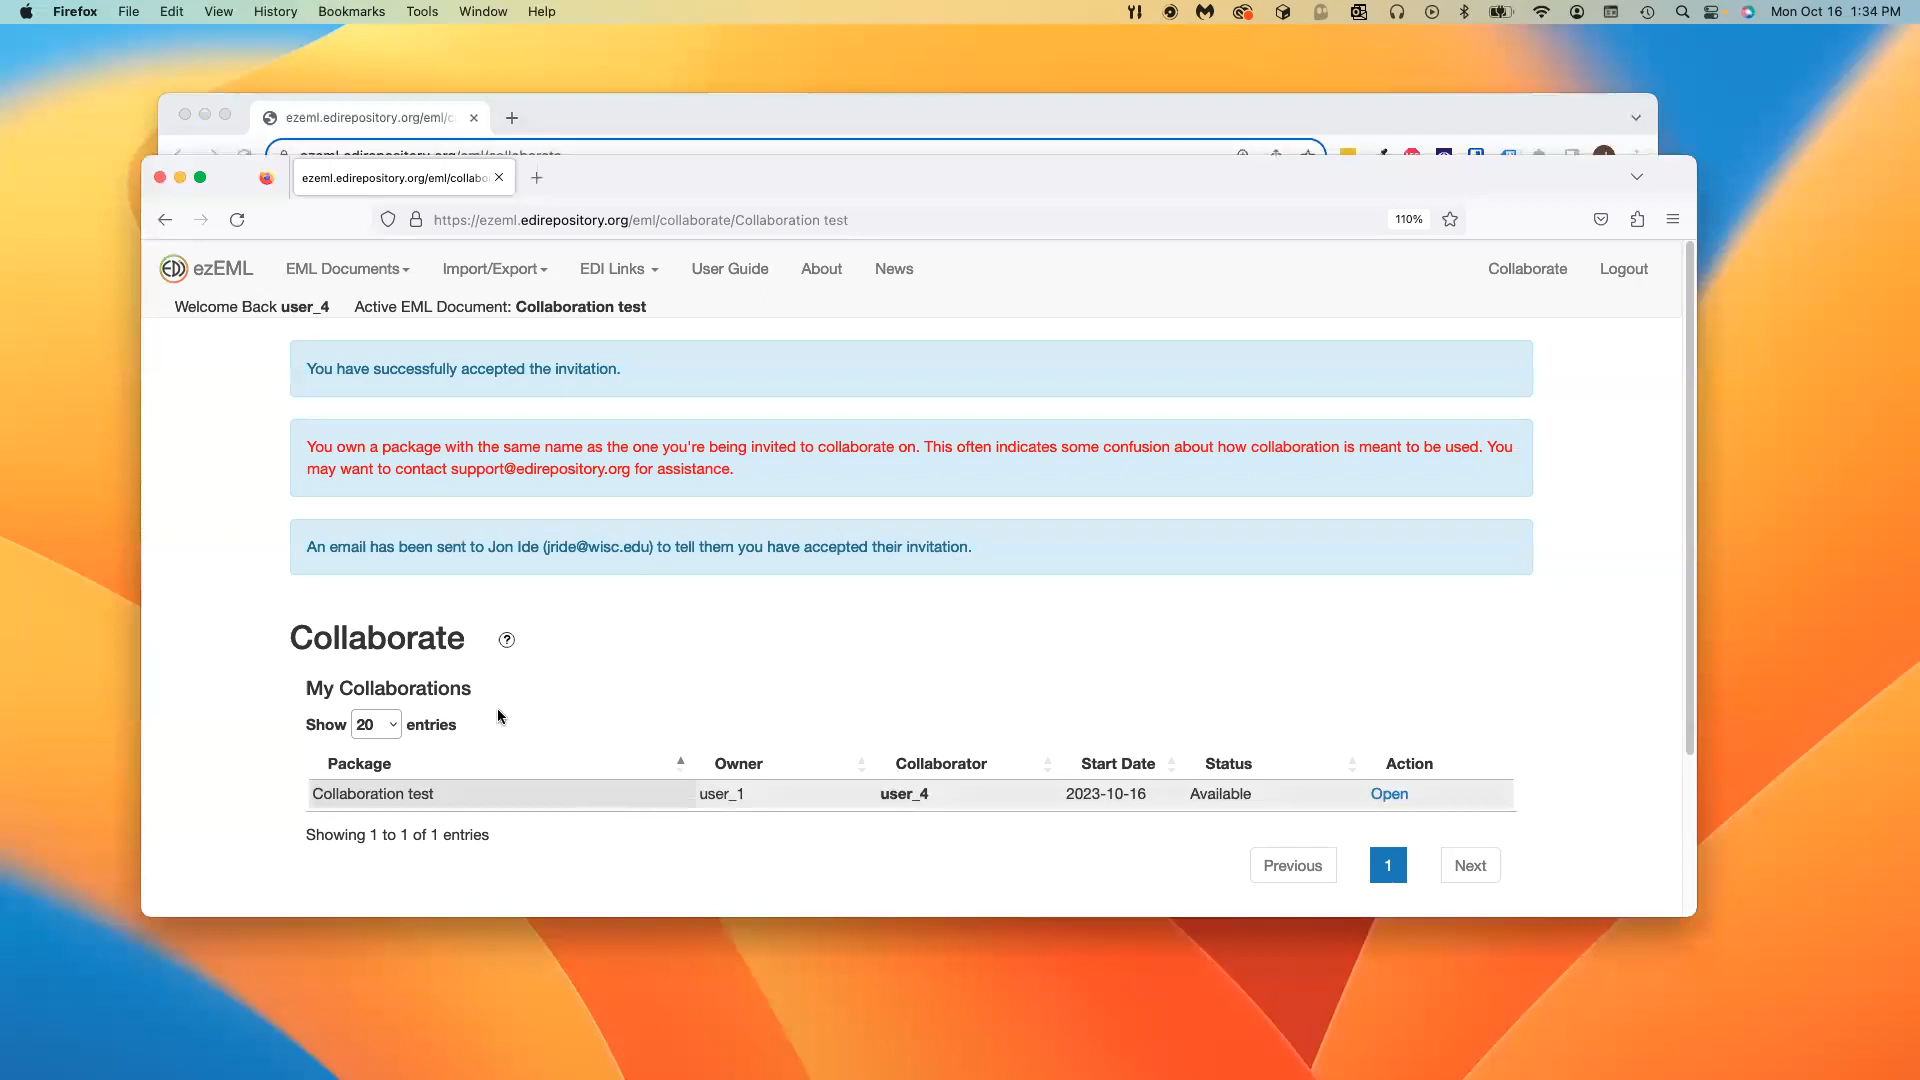 Firefox File Edit View History Bookmarks Tools Window Help Mon Oct 16 1:34 PM
ezeml.edirepository.org/eml/c
ezeml.edirepository.org/eml/collaborate
ezeml.edirepository.org/eml/collabo
https://ezeml.edirepository.org/eml/collaborate/Collaboration test 110%
EDI ezEML EML Documents Import/Export EDI Links User Guide About News Collaborate Logout
Welcome Back user_4 Active EML Document: Collaboration test
You have successfully accepted the invitation.
You own a package with the same name as the one you're being invited to collaborate on. This often indicates some confusion about how collaboration is meant to be used. You
may want to contact support@edirepository.org for assistance.
An email has been sent to Jon Ide (jride@wisc.edu) to tell them you have accepted their invitation.
Collaborate ?
My Collaborations
Show 20 entries
Package Owner Collaborator Start Date Status Action
Collaboration test user_1 user_4 2023-10-16 Available Open
Showing 1 to 1 of 1 entries
Previous 1 Next